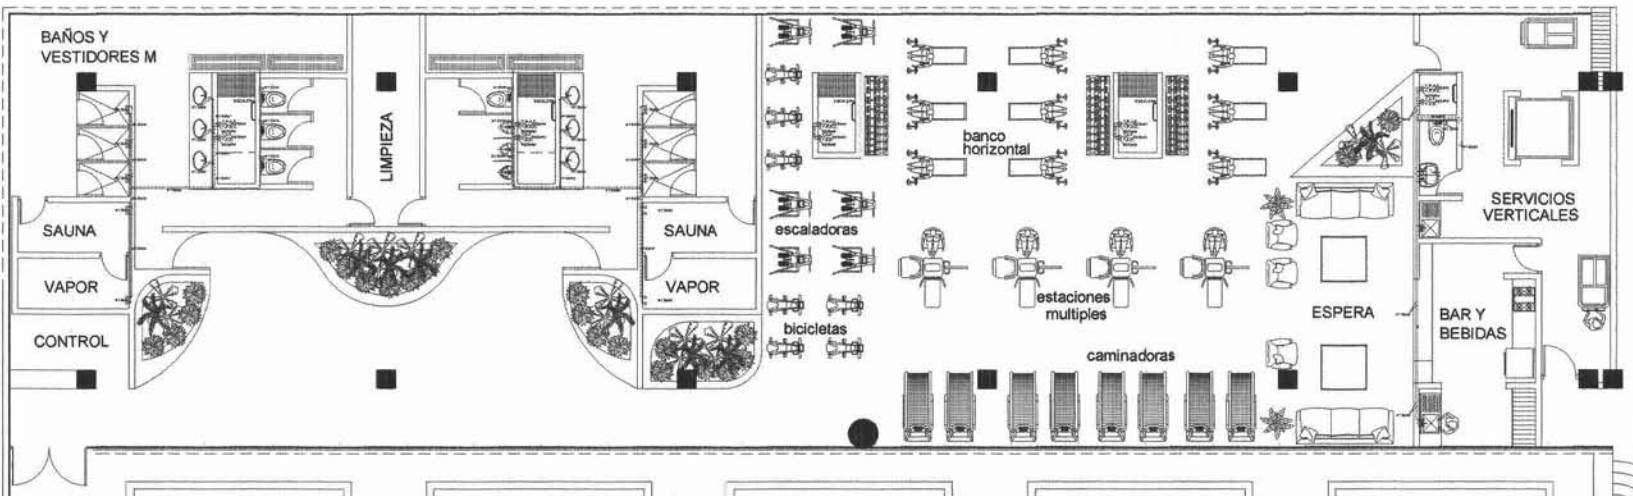 BAÑOS Y
VESTIDORES M
LIMPIEZA
SAUNA
VAPOR
CONTROL
SAUNA
VAPOR
escaladoras
bicicletas
banco
horizontal
estaciones
multiples
caminadoras
ESPERA
SERVICIOS
VERTICALES
BAR Y
BEBIDAS